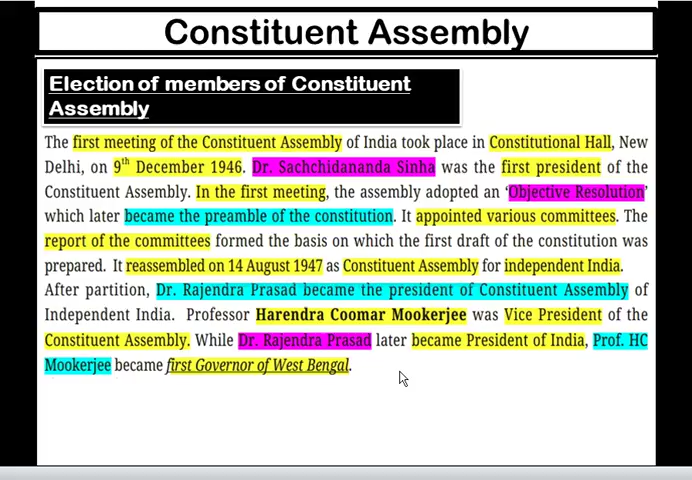 Constituent Assembly
Election of members of Constituent
Assembly
The first meeting of the Constituent Assembly of India took place in Constitutional Hall, New
Delhi, on 9th December 1946. Dr. Sachchidananda Sinha was the first president of the
Constituent Assembly. In the first meeting, the assembly adopted an ‘Objective Resolution’
which later became the preamble of the constitution. It appointed various committees. The
report of the committees formed the basis on which the first draft of the constitution was
prepared. It reassembled on 14 August 1947 as Constituent Assembly for independent India.
After partition, Dr. Rajendra Prasad became the president of Constituent Assembly of
Independent India. Professor Harendra Coomar Mookerjee was Vice President of the
Constituent Assembly. While Dr. Rajendra Prasad later became President of India, Prof. HC
Mookerjee became first Governor of West Bengal.